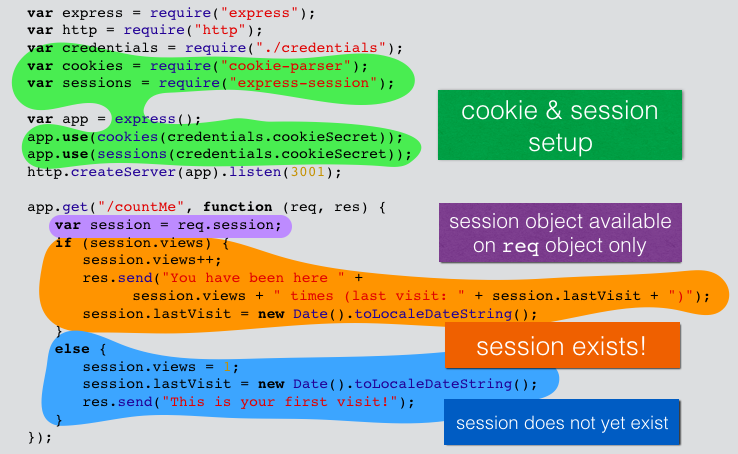 var express = require("express");
var http = require("http");
var credentials = require("./credentials");
var cookies = require("cookie-parser");
var sessions = require("express-session");
var app = express();
app.use(cookies(credentials.cookieSecret));
app.use(sessions(credentials.cookieSecret));
http.createServer(app).listen(3001);
cookie & session
setup
app.get("/countMe", function (req, res) {
var session = req.session;
if (session.views) {
session.views++;
res.send("You have been here " +
session.views + " times (last visit: " + session.lastVisit + ")");
session.lastVisit = new Date().toLocaleDateString();
}
else {
session.views = 1;
session.lastVisit = new Date().toLocaleDateString();
res.send("This is your first visit!");
}
});
session object available
on req object only
session exists!
session does not yet exist